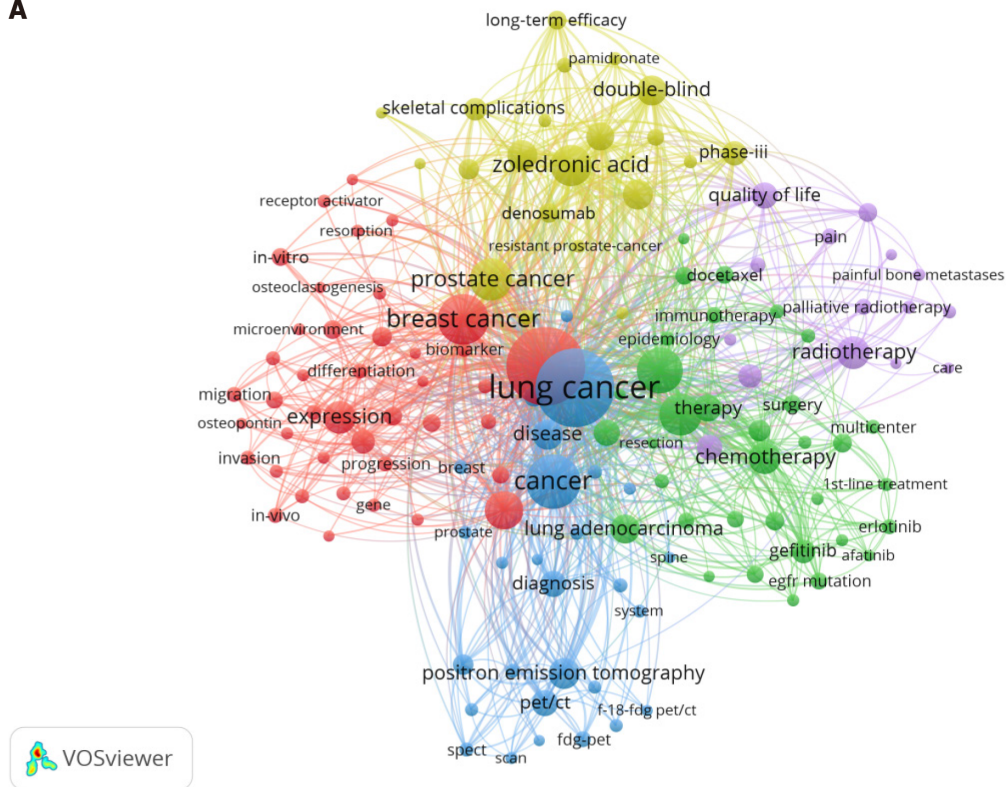 A
long-term efficacy
pamidronate
double-blind
skeletal complications
phase-iii
zoledronic acid
quality of life
receptor activator
denosumab
resorption
pain
resistant prostate-cancer
in-vitro
docetaxel
painful bone metastases
prostate cancer
osteoclastogenesis
palliative radiotherapy
immunotherapy
breast cancer
microenvironment
epidemiology
biomarker
radiotherapy
care
differentiation
lung cancer
migration
surgery
therapy
expression
osteopontin
multicenter
disease
resection
invasion
progression
breast
chemotherapy
cancer
1st-line treatment
gene
in-vivo
prostate
lung adenocarcinoma
erlotinib
gefitinib
afatinib
spine
diagnosis
egfr mutation
system
positron emission tomography
pet/ct
f-18-fdg pet/ct
fdg-pet
spect
scan
VOSviewer